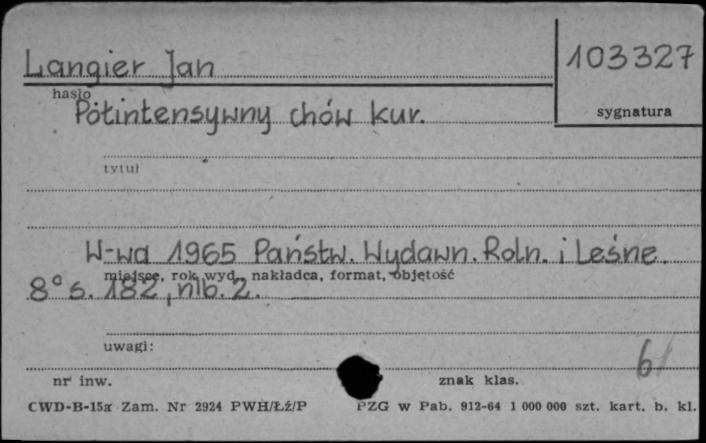 Langier Jan
103327
hasło
sygnatura
Półintensywny chów kur.
tytuł
W-wa 1965 Państw. Wydawn. Roln. i Leśne.
miejsce, rok wyd., nakładca, format, objętość
8° s. 182, nlb. 2.
uwagi:
6
nr inw.
znak klas.
CWD-B-15a Zam. Nr 2924 PWH/Łź/P
PZG w Pab. 912-64 1 000 000 szt. kart. b. kl.